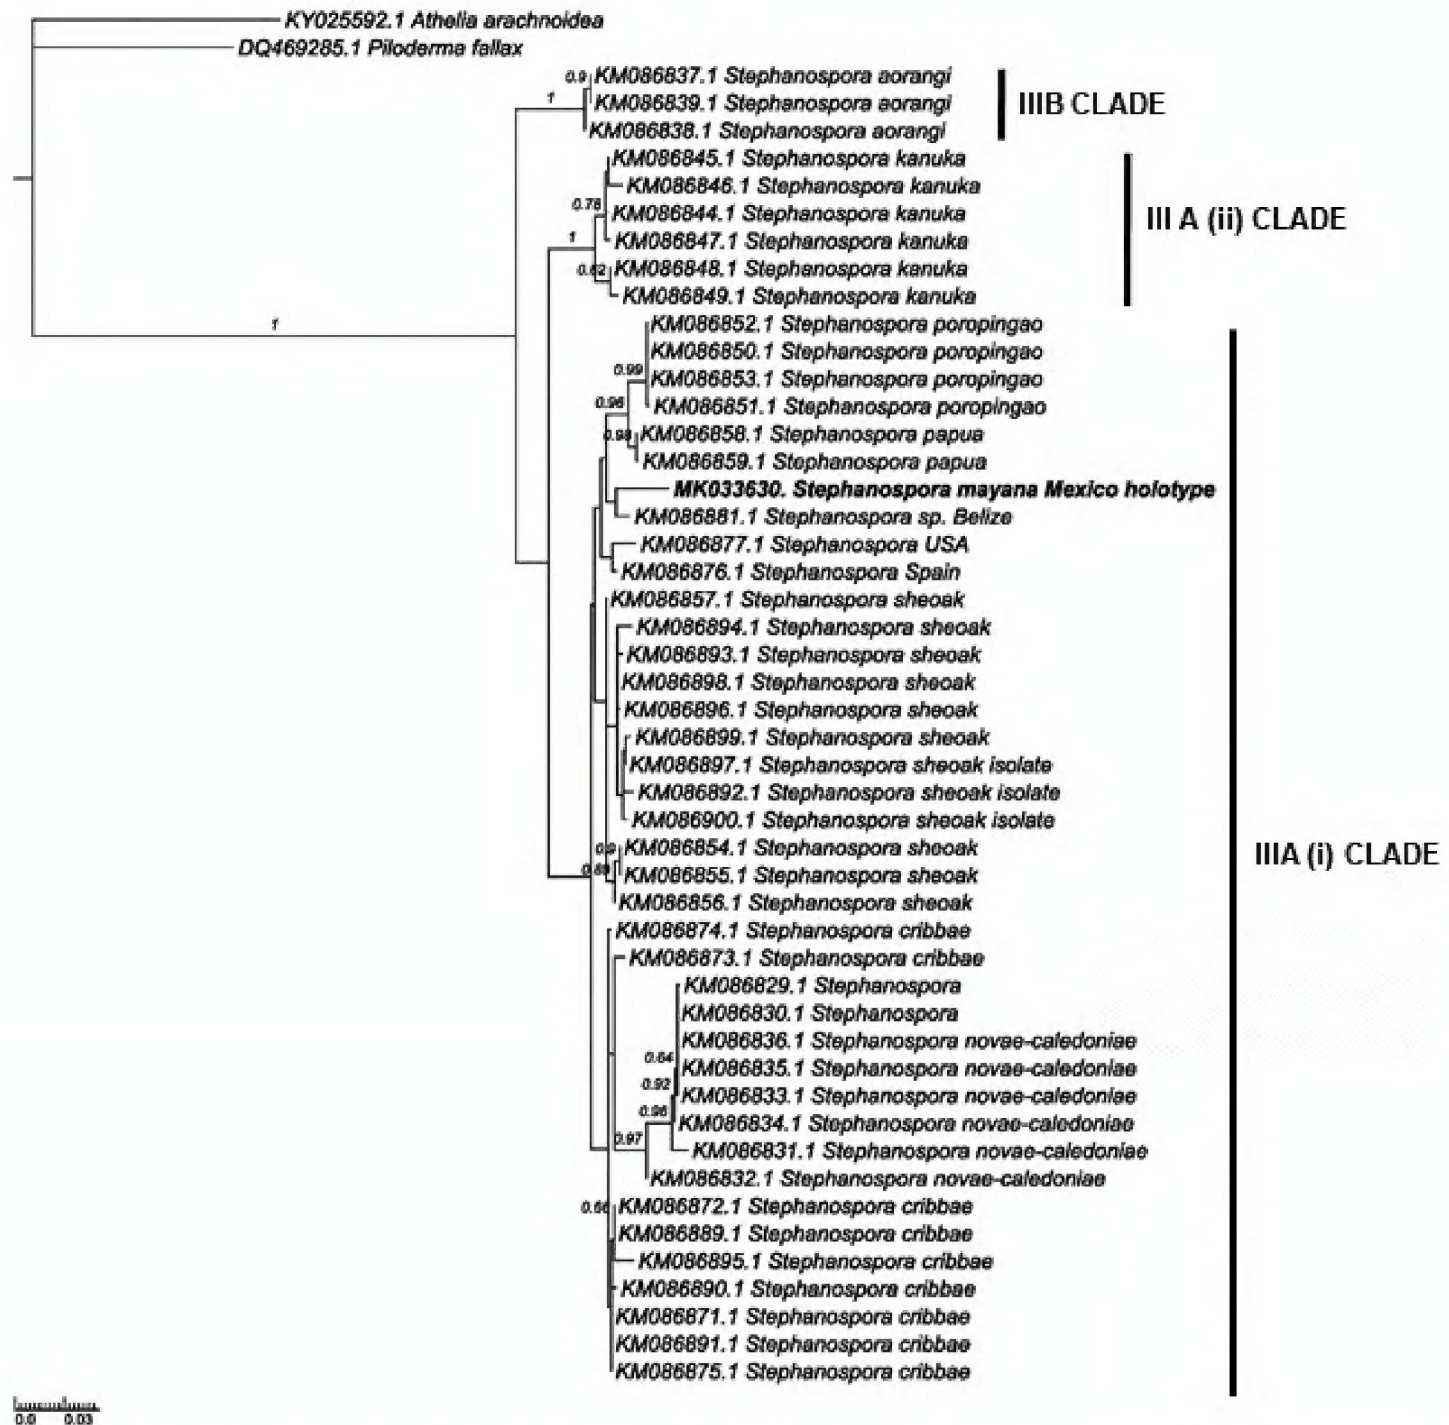 KY025592.1 Athelia arachnoidea
DQ469285.1 Piloderma fallax
0.9 KM086837.1 Stephanospora aorangi
1 KM086839.1 Stephanospora aorangi IIIB CLADE
KM086838.1 Stephanospora aorangi
KM086845.1 Stephanospora kanuka
KM086846.1 Stephanospora kanuka
0.78 KM086844.1 Stephanospora kanuka III A (ii) CLADE
1 KM086847.1 Stephanospora kanuka
0.62 KM086848.1 Stephanospora kanuka
KM086849.1 Stephanospora kanuka
1 KM086852.1 Stephanospora poropingao
KM086850.1 Stephanospora poropingao
0.99 KM086853.1 Stephanospora poropingao
0.96 KM086851.1 Stephanospora poropingao
0.98 KM086858.1 Stephanospora papua
KM086859.1 Stephanospora papua
MK033630. Stephanospora mayana Mexico holotype
KM086881.1 Stephanospora sp. Belize
KM086877.1 Stephanospora USA
KM086876.1 Stephanospora Spain
KM086857.1 Stephanospora sheoak
KM086894.1 Stephanospora sheoak
KM086893.1 Stephanospora sheoak
KM086898.1 Stephanospora sheoak
KM086896.1 Stephanospora sheoak
KM086899.1 Stephanospora sheoak
KM086897.1 Stephanospora sheoak isolate
KM086892.1 Stephanospora sheoak isolate
KM086900.1 Stephanospora sheoak isolate
0.9 KM086854.1 Stephanospora sheoak IIIA (i) CLADE
KM086855.1 Stephanospora sheoak
KM086856.1 Stephanospora sheoak
KM086874.1 Stephanospora cribbae
KM086873.1 Stephanospora cribbae
KM086829.1 Stephanospora
KM086830.1 Stephanospora
KM086836.1 Stephanospora novae-caledoniae
0.64 KM086835.1 Stephanospora novae-caledoniae
0.92 KM086833.1 Stephanospora novae-caledoniae
0.96 KM086834.1 Stephanospora novae-caledoniae
0.97 KM086831.1 Stephanospora novae-caledoniae
KM086832.1 Stephanospora novae-caledoniae
KM086872.1 Stephanospora cribbae
KM086889.1 Stephanospora cribbae
KM086895.1 Stephanospora cribbae
KM086890.1 Stephanospora cribbae
KM086871.1 Stephanospora cribbae
KM086891.1 Stephanospora cribbae
KM086875.1 Stephanospora cribbae
0.0 0.03